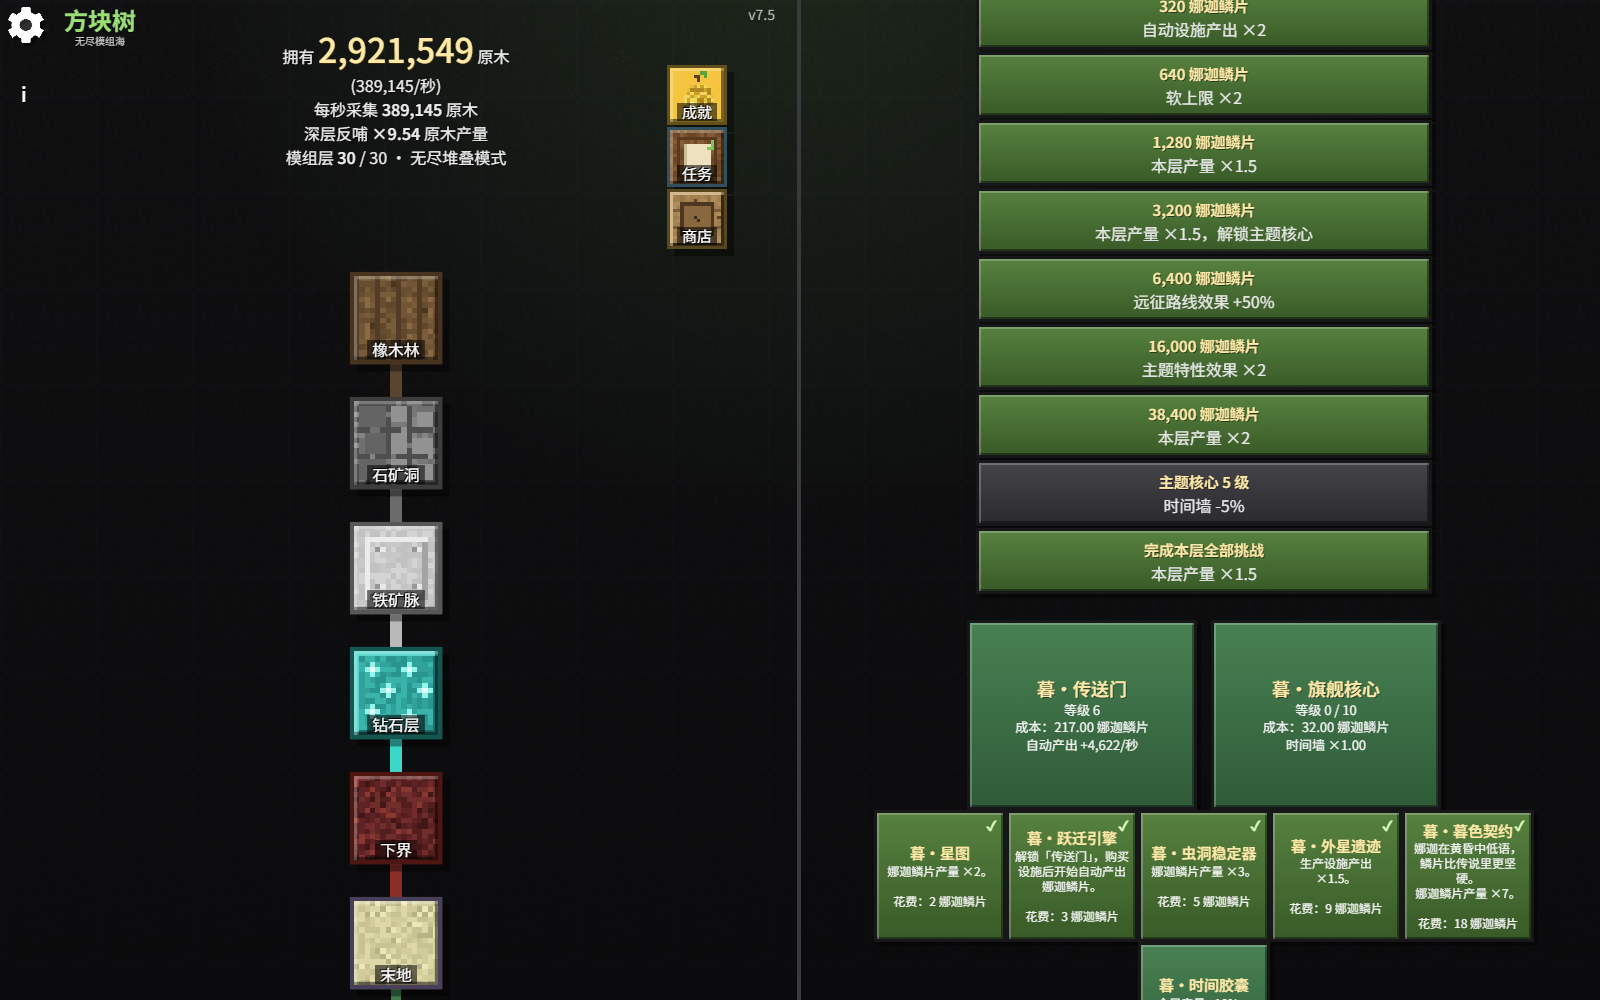 方块树
无尽模组海
i
v7.5
拥有 2,921,549 原木
(389,145/秒)
每秒采集 389,145 原木
深层反哺 ×9.54 原木产量
模组层 30 / 30 • 无尽堆叠模式
成就
任务
商店
橡木林
石矿洞
铁矿脉
钻石层
下界
末地
320 娜迦鳞片
自动设施产出 ×2
640 娜迦鳞片
软上限 ×2
1,280 娜迦鳞片
本层产量 ×1.5
3,200 娜迦鳞片
本层产量 ×1.5，解锁主题核心
6,400 娜迦鳞片
远征路线效果 +50%
16,000 娜迦鳞片
主题特性效果 ×2
38,400 娜迦鳞片
本层产量 ×2
主题核心 5 级
时间墙 -5%
完成本层全部挑战
本层产量 ×1.5
暮·传送门
等级 6
成本：217.00 娜迦鳞片
自动产出 +4,622/秒
暮·旗舰核心
等级 0 / 10
成本：32.00 娜迦鳞片
时间墙 ×1.00
暮·星图
娜迦鳞片产量 ×2。
花费：2 娜迦鳞片
暮·跃迁引擎
解锁「传送门」，购买
设施后开始自动产出
娜迦鳞片。
花费：3 娜迦鳞片
暮·虫洞稳定器
娜迦鳞片产量 ×3。
花费：5 娜迦鳞片
暮·外星遗迹
生产设施产出
×1.5。
花费：9 娜迦鳞片
暮·暮色契约
娜迦在黄昏中低语，
鳞片比传说里更坚
硬。
娜迦鳞片产量 ×7。
花费：18 娜迦鳞片
暮·时间胶囊